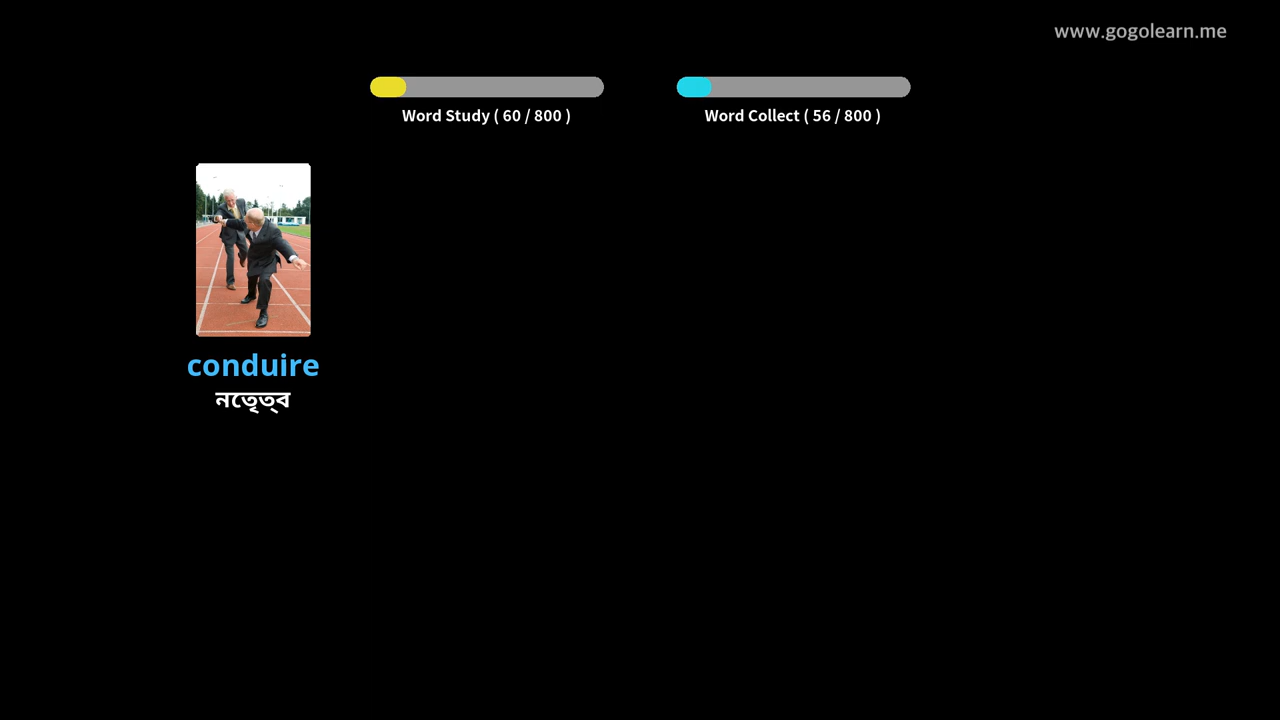 www.gogolearn.me
Word Study ( 60 / 800 )
Word Collect ( 56 / 800 )
conduire
নেতৃত্ব